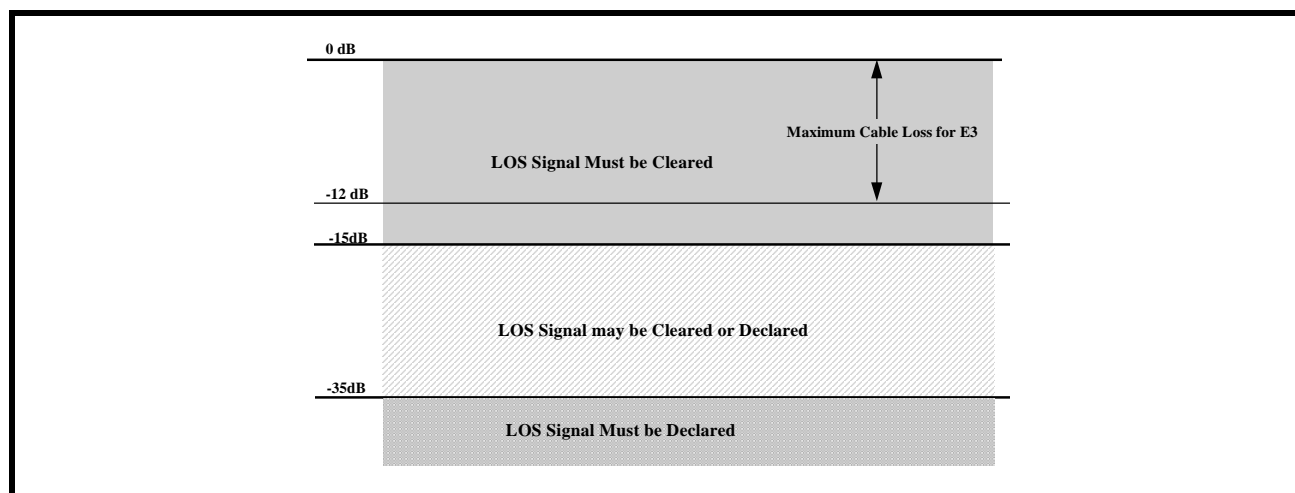 0 dB
Maximum Cable Loss for E3
LOS Signal Must be Cleared
-12 dB
-15dB
LOS Signal may be Cleared or Declared
-35dB
LOS Signal Must be Declared